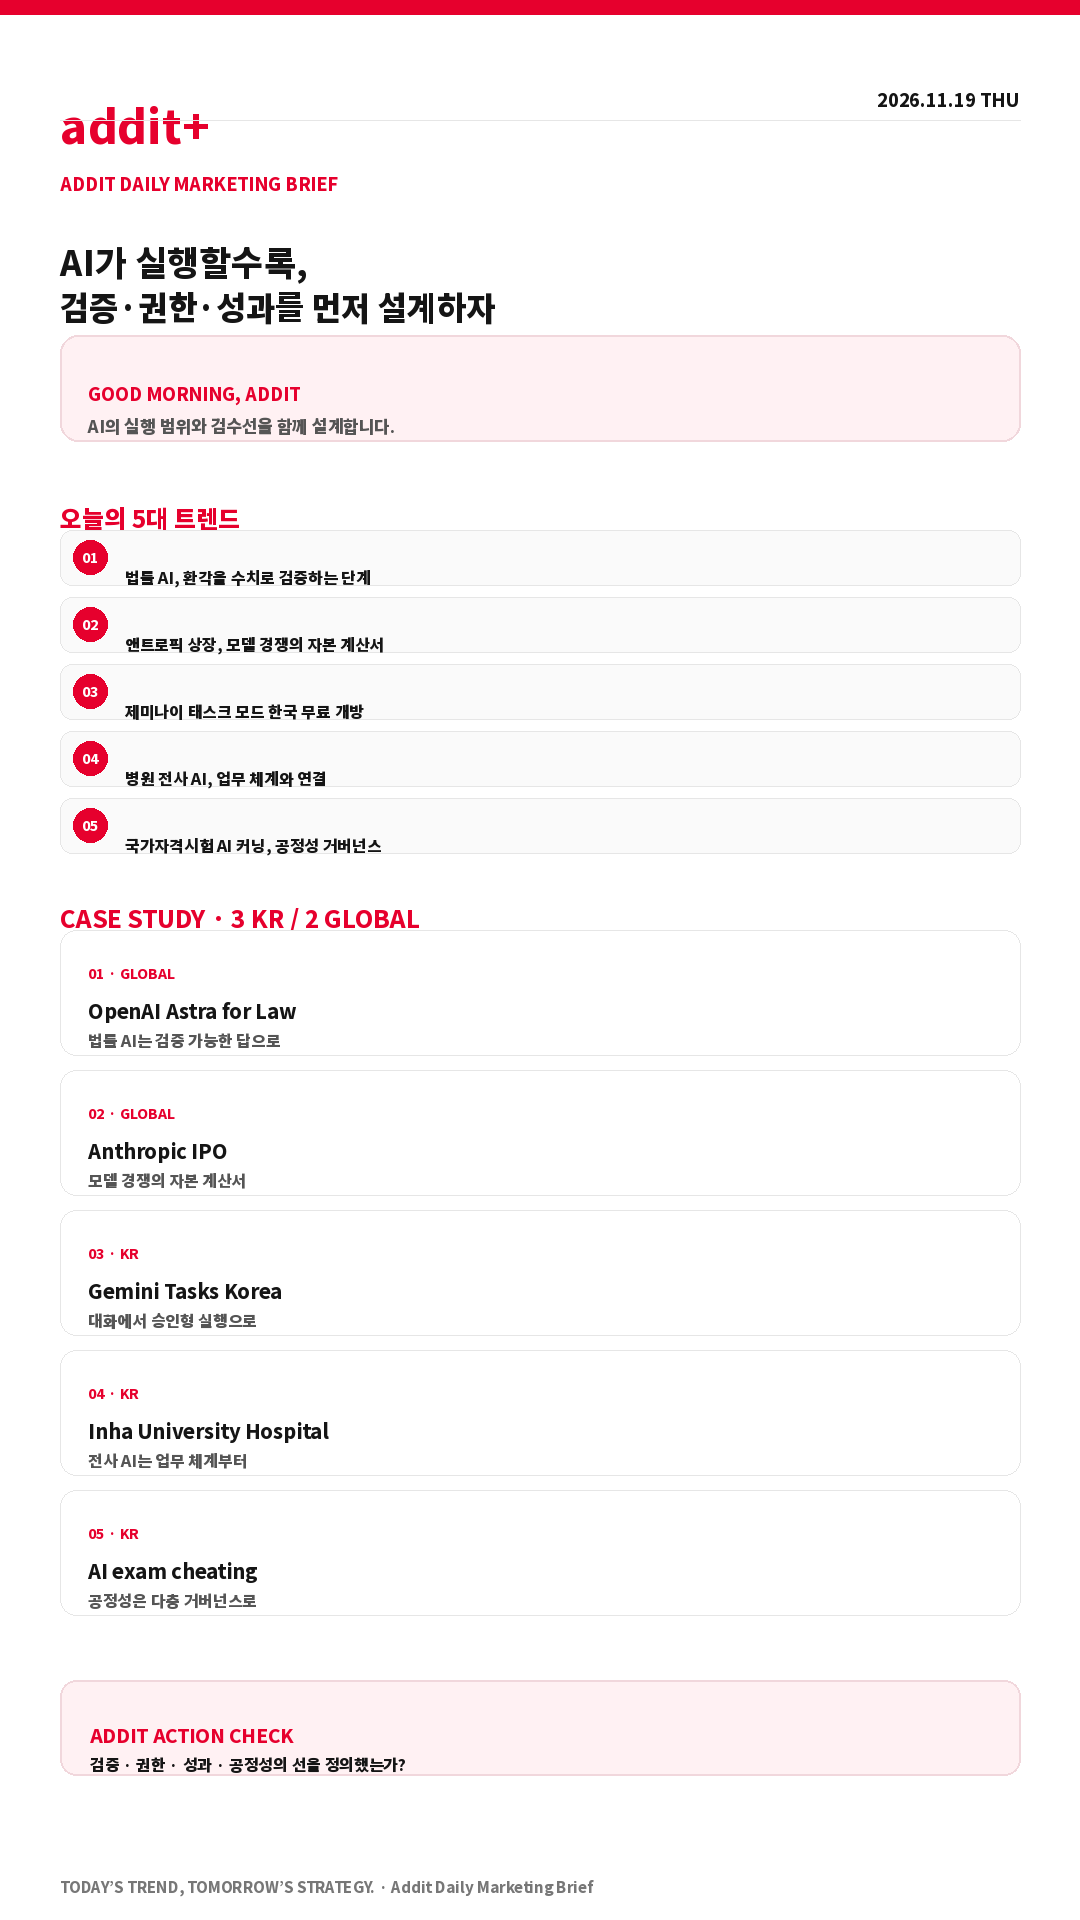 2026.11.19 THU
addit+
ADDIT DAILY MARKETING BRIEF
AI가 실행할수록,
검증·권한·성과를 먼저 설계하자
GOOD MORNING, ADDIT
AI의 실행 범위와 검수선을 함께 설계합니다.
오늘의 5대 트렌드
01
법률 AI, 환각을 수치로 검증하는 단계
02
앤트로픽 상장, 모델 경쟁의 자본 계산서
03
제미나이 태스크 모드 한국 무료 개방
04
병원 전사 AI, 업무 체계와 연결
05
국가자격시험 AI 커닝, 공정성 거버넌스
CASE STUDY · 3 KR / 2 GLOBAL
01 · GLOBAL
OpenAI Astra for Law
법률 AI는 검증 가능한 답으로
02 · GLOBAL
Anthropic IPO
모델 경쟁의 자본 계산서
03 · KR
Gemini Tasks Korea
대화에서 승인형 실행으로
04 · KR
Inha University Hospital
전사 AI는 업무 체계부터
05 · KR
AI exam cheating
공정성은 다층 거버넌스로
ADDIT ACTION CHECK
검증 · 권한 · 성과 · 공정성의 선을 정의했는가?
TODAY’S TREND, TOMORROW’S STRATEGY. · Addit Daily Marketing Brief